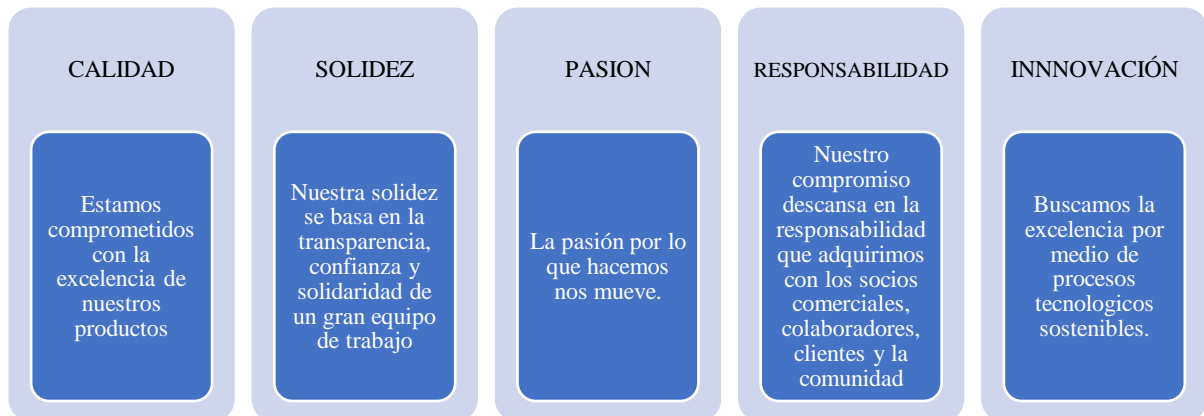 CALIDAD
Estamos
comprometidos
con la
excelencia de
nuestros
productos
SOLIDEZ
Nuestra solidez
se basa en la
transparencia,
confianza y
solidaridad de
un gran equipo
de trabajo
PASION
La pasión por lo
que hacemos
nos mueve.
RESPONSABILIDAD
Nuestro
compromiso
descansa en la
responsabilidad
que adquirimos
con los socios
comerciales,
colaboradores,
clientes y la
comunidad
INNNOVACIÓN
Buscamos la
excelencia por
medio de
procesos
tecnologicos
sostenibles.